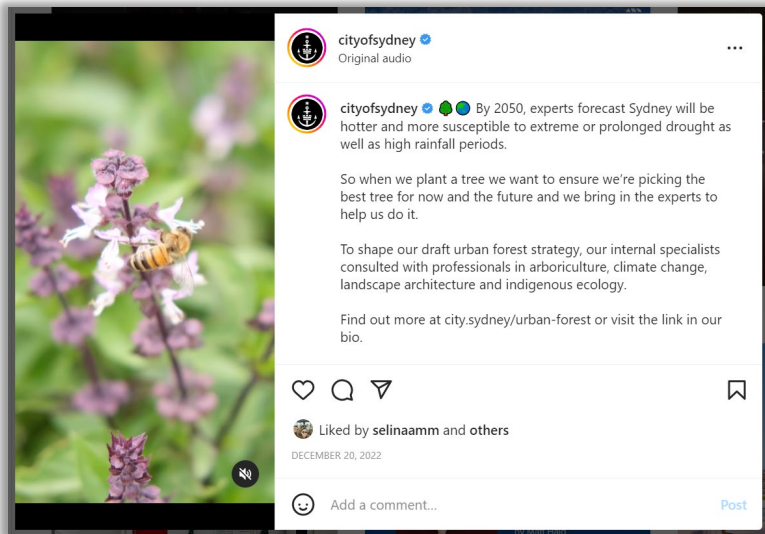 cityofsydney
Original audio
cityofsydney 🌳🌏 By 2050, experts forecast Sydney will be
hotter and more susceptible to extreme or prolonged drought as
well as high rainfall periods.
So when we plant a tree we want to ensure we’re picking the
best tree for now and the future and we bring in the experts to
help us do it.
To shape our draft urban forest strategy, our internal specialists
consulted with professionals in arboriculture, climate change,
landscape architecture and indigenous ecology.
Find out more at city.sydney/urban-forest or visit the link in our
bio.
Liked by selinaamm and others
DECEMBER 20, 2022
Add a comment...
Post